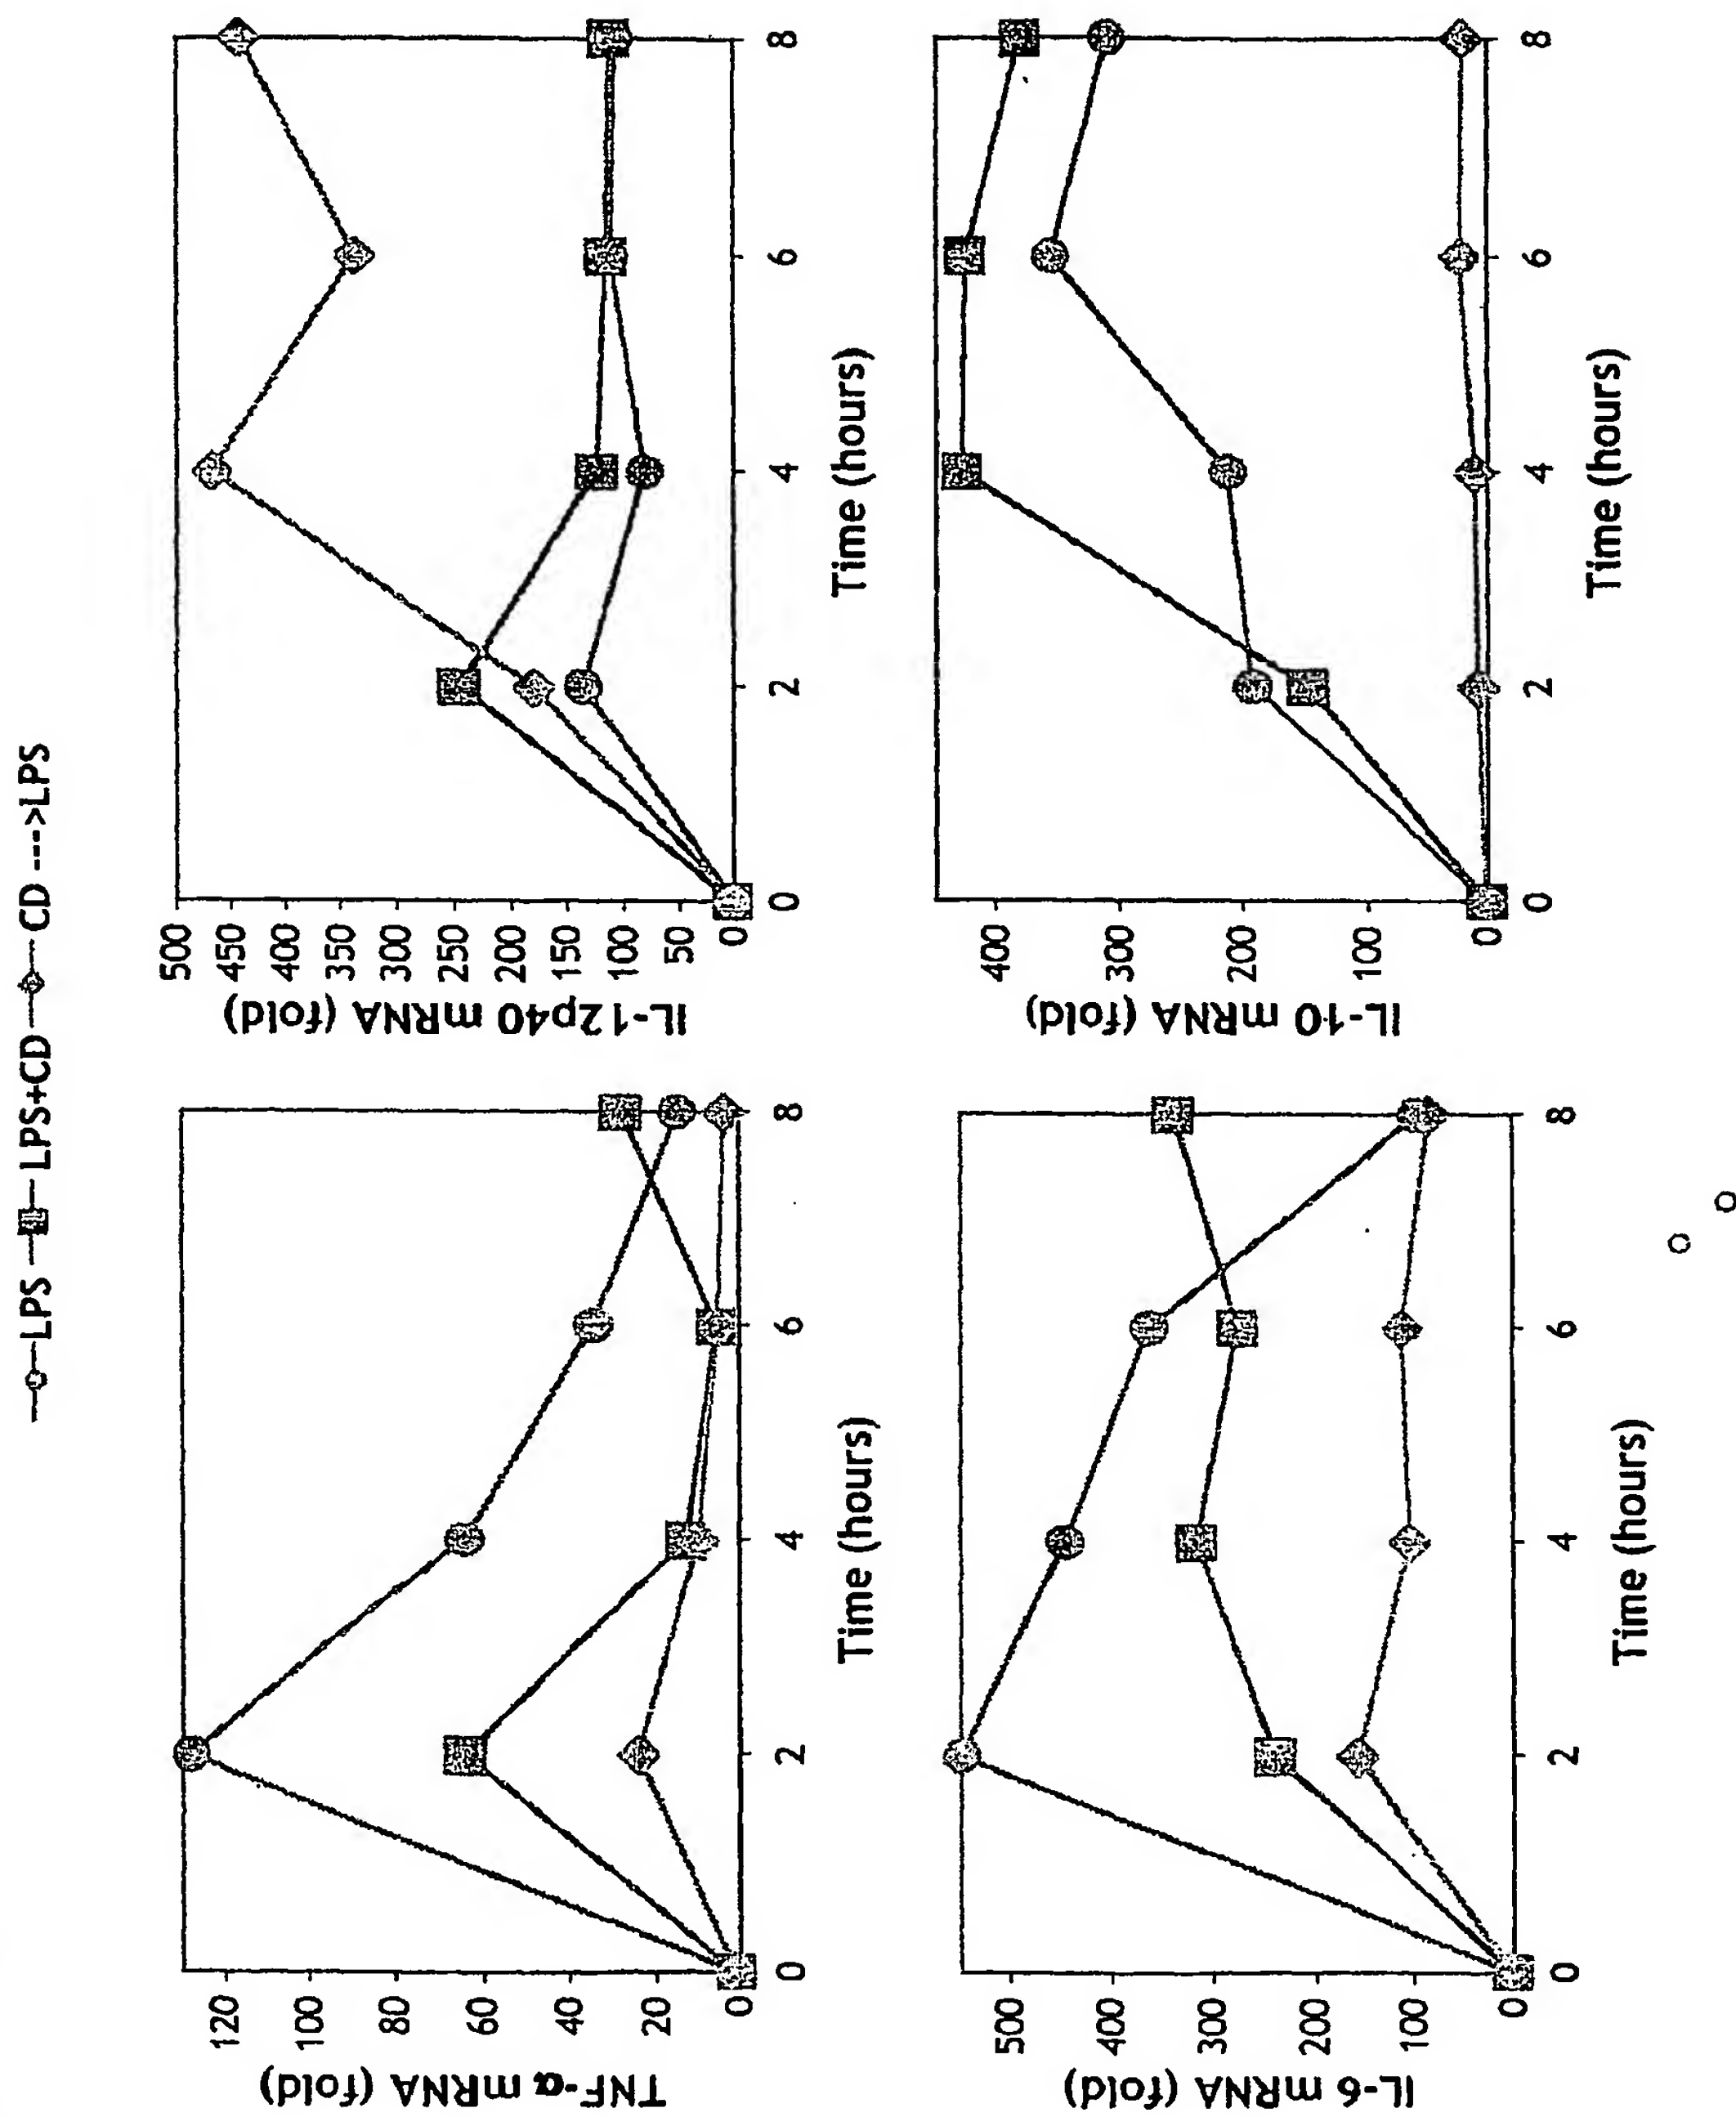 LPS LPS+CD CD --->LPS
TNF-α mRNA (fold)
120
100
80
60
40
20
0
0 2 4 6 8
Time (hours)
IL-12p40 mRNA (fold)
500
450
400
350
300
250
200
150
100
50
0
0 2 4 6 8
Time (hours)
IL-6 mRNA (fold)
500
400
300
200
100
0
0 2 4 6 8
Time (hours)
IL-10 mRNA (fold)
400
300
200
100
0
0 2 4 6 8
Time (hours)